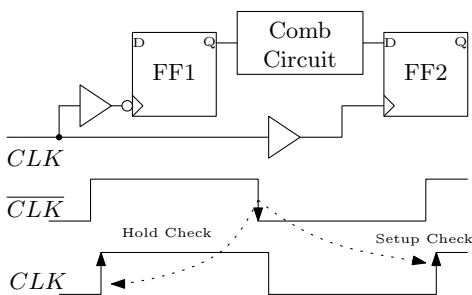 Comb
Circuit
D Q
FF1
D Q
FF2
CLK
CLK
Hold Check
Setup Check
CLK